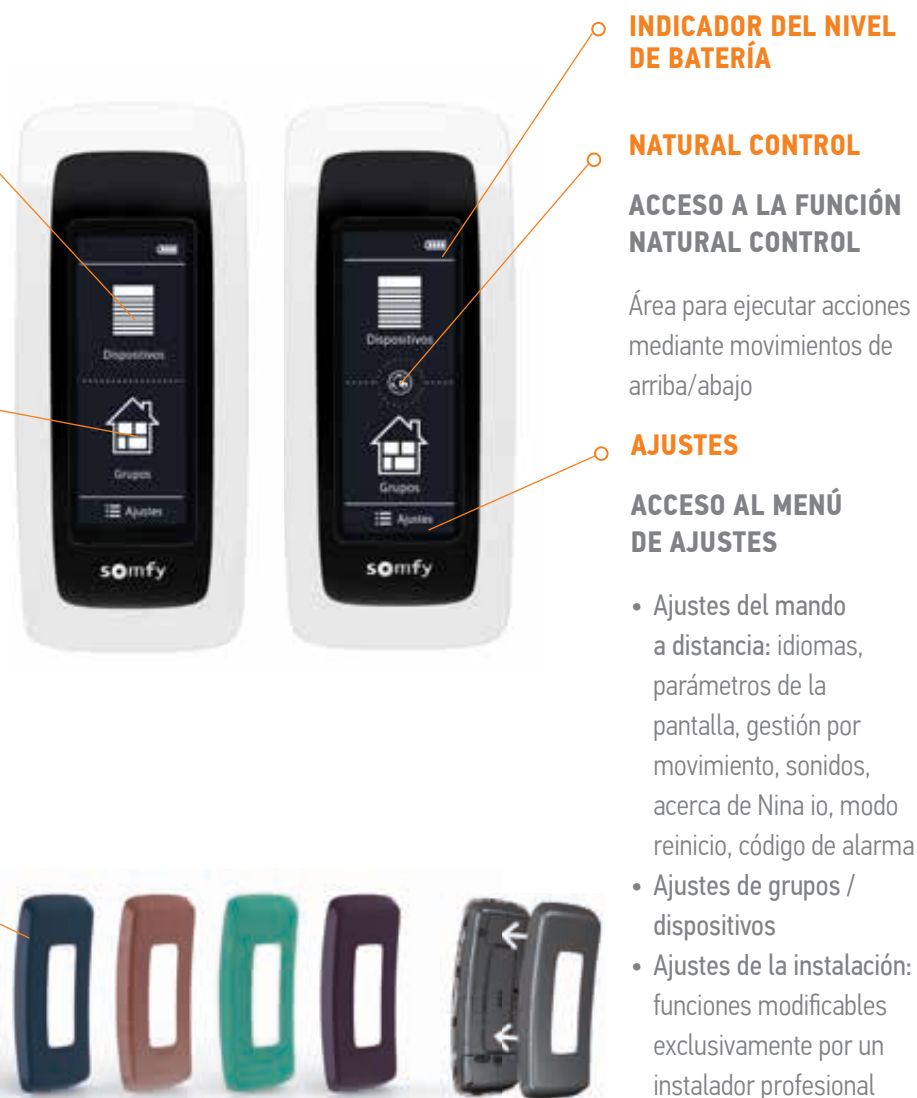 INDICADOR DEL NIVEL
DE BATERÍA
NATURAL CONTROL
ACCESO A LA FUNCIÓN
NATURAL CONTROL
Área para ejecutar acciones
mediante movimientos de
arriba/abajo
AJUSTES
ACCESO AL MENÚ
DE AJUSTES
• Ajustes del mando
a distancia: idiomas,
parámetros de la
pantalla, gestión por
movimiento, sonidos,
acerca de Nina io, modo
reinicio, código de alarma
• Ajustes de grupos /
dispositivos
• Ajustes de la instalación:
funciones modificables
exclusivamente por un
instalador profesional
Dispositivos
Grupos
Ajustes
somfy
Dispositivos
Grupos
Ajustes
somfy